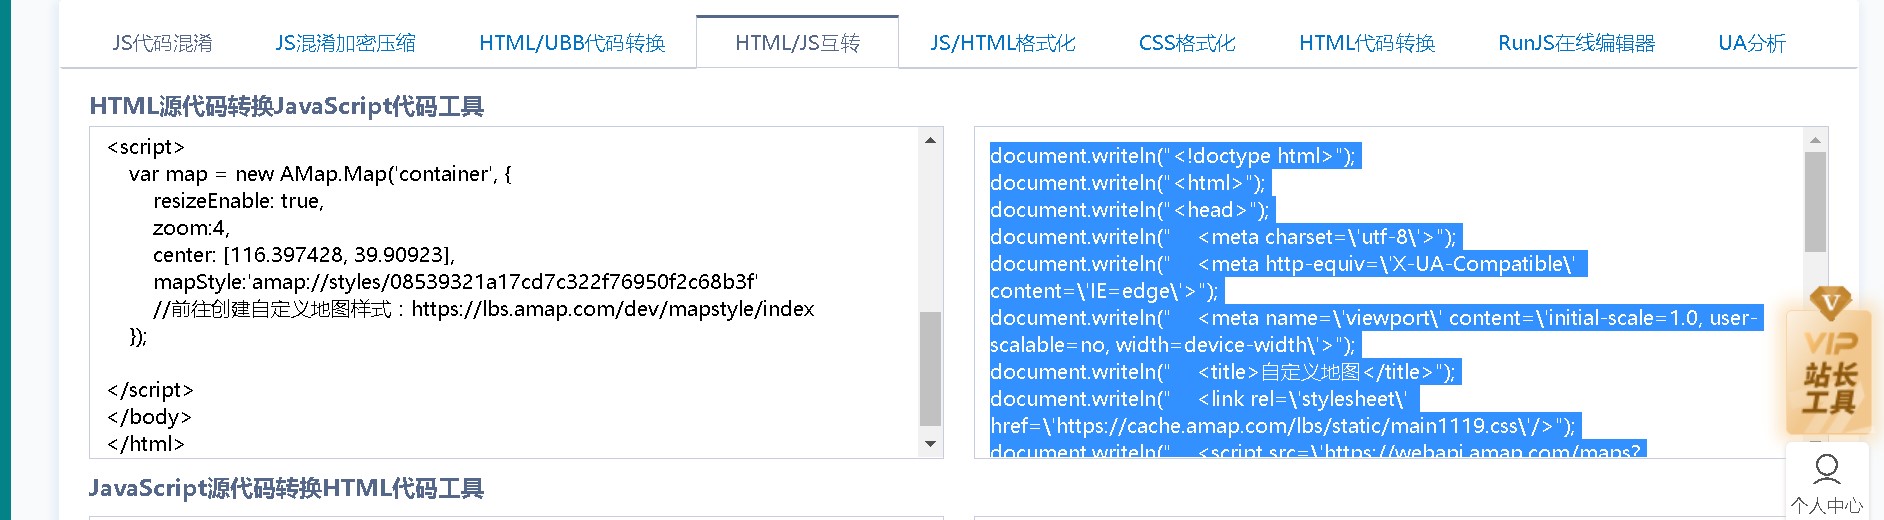 JS代码混淆 JS混淆加密压缩 HTML/UBB代码转换 HTML/JS互转 JS/HTML格式化 CSS格式化 HTML代码转换 RunJS在线编辑器 UA分析
HTML源代码转换JavaScript代码工具
<script>
var map = new AMap.Map('container', {
resizeEnable: true,
zoom:4,
center: [116.397428, 39.90923],
mapStyle:'amap://styles/08539321a17cd7c322f76950f2c68b3f'
//前往创建自定义地图样式：https://lbs.amap.com/dev/mapstyle/index
});
</script>
</body>
</html>
document.writeln("<!doctype html>");
document.writeln("<html>");
document.writeln("<head>");
document.writeln("    <meta charset=\'utf-8\'>");
document.writeln("    <meta http-equiv=\'X-UA-Compatible\'
content=\'IE=edge\'>");
document.writeln("    <meta name=\'viewport\' content=\'initial-scale=1.0, user-
scalable=no, width=device-width\'>");
document.writeln("    <title>自定义地图</title>");
document.writeln("    <link rel=\'stylesheet\'
href=\'https://cache.amap.com/lbs/static/main1119.css\'/>");
document.writeln("    <script src=\'https://webapi.amap.com/maps?
V
VIP
站长
工具
个人中心
JavaScript源代码转换HTML代码工具